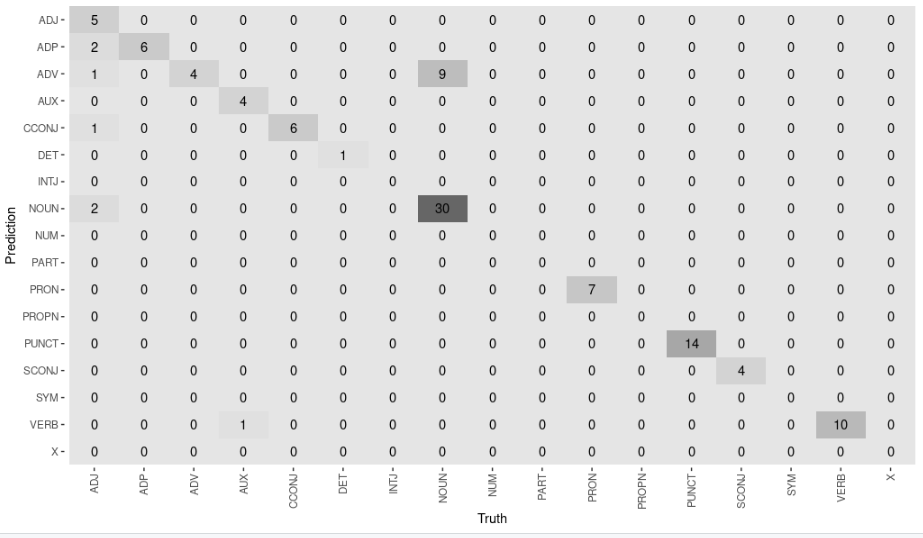 ADJ 5 0 0 0 0 0 0 0 0 0 0 0 0 0 0 0 0
ADP 2 6 0 0 0 0 0 0 0 0 0 0 0 0 0 0 0
ADV 1 0 4 0 0 0 0 9 0 0 0 0 0 0 0 0 0
AUX 0 0 0 4 0 0 0 0 0 0 0 0 0 0 0 0 0
CCONJ 1 0 0 0 6 0 0 0 0 0 0 0 0 0 0 0 0
DET 0 0 0 0 0 1 0 0 0 0 0 0 0 0 0 0 0
INTJ 0 0 0 0 0 0 0 0 0 0 0 0 0 0 0 0 0
NOUN 2 0 0 0 0 0 0 30 0 0 0 0 0 0 0 0 0
NUM 0 0 0 0 0 0 0 0 0 0 0 0 0 0 0 0 0
PART 0 0 0 0 0 0 0 0 0 0 0 0 0 0 0 0 0
PRON 0 0 0 0 0 0 0 0 0 0 7 0 0 0 0 0 0
PROPN 0 0 0 0 0 0 0 0 0 0 0 0 0 0 0 0 0
PUNCT 0 0 0 0 0 0 0 0 0 0 0 0 14 0 0 0 0
SCONJ 0 0 0 0 0 0 0 0 0 0 0 0 0 4 0 0 0
SYM 0 0 0 0 0 0 0 0 0 0 0 0 0 0 0 0 0
VERB 0 0 0 1 0 0 0 0 0 0 0 0 0 0 0 10 0
X 0 0 0 0 0 0 0 0 0 0 0 0 0 0 0 0 0
ADJ ADP ADV AUX CCONJ DET INTJ NOUN NUM PART PRON PROPN PUNCT SCONJ SYM VERB X
Truth
Prediction